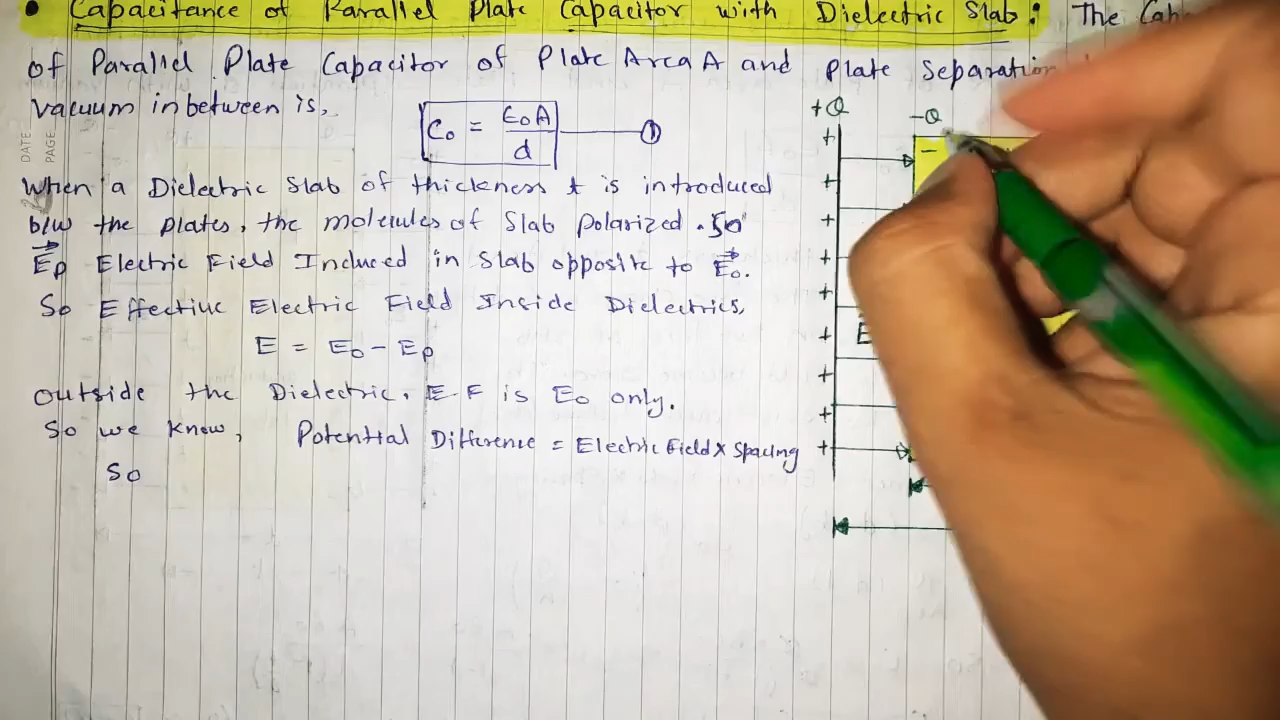 • Capacitance of Parallel Plate Capacitor with Dielectric Slab: The
of Parallel Plate Capacitor of Plate Area A and Plate Separation
Vacuum in between is,
C₀ = ε₀A / d ①
When a Dielectric Slab of thickness t is introduced
b/w the plates, the molecules of Slab polarized. So
E⃗p Electric Field Induced in Slab opposite to E⃗₀.
So Effective Electric Field Inside Dielectrics,
E = E₀ - Ep
outside the Dielectric, E.F is E₀ only.
So we know, Potential Difference = Electric Field × Spacing
So
DATE
PAGE
+Q
-Q
+
+
+
+
+
+
+
+
+
-
E